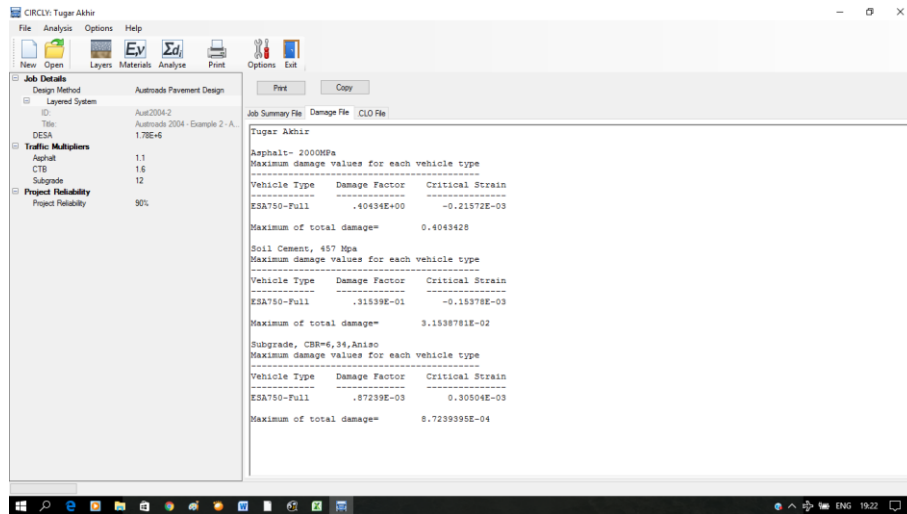 CIRCLY: Tugar Akhir
File Analysis Options Help
New Open Layers Materials Analyse Print Options Exit
E,v Σdi
Job Details
Design Method Austroads Pavement Design
Layered System
ID: Aust2004-2
Title: Austroads 2004 - Example 2 - A...
DESA 1.78E+6
Traffic Multipliers
Asphalt 1.1
CTB 1.6
Subgrade 12
Project Reliability
Project Reliability 90%
Print Copy
Job Summary File Damage File CLO File
Tugar Akhir
Asphalt- 2000MPa
Maximum damage values for each vehicle type
-------------------------------------------
Vehicle Type Damage Factor Critical Strain
------------ ------------- ---------------
ESA750-Full .40434E+00 -0.21572E-03
Maximum of total damage= 0.4043428
Soil Cement, 457 Mpa
Maximum damage values for each vehicle type
-------------------------------------------
Vehicle Type Damage Factor Critical Strain
------------ ------------- ---------------
ESA750-Full .31539E-01 -0.15378E-03
Maximum of total damage= 3.1538781E-02
Subgrade, CBR=6,34,Aniso
Maximum damage values for each vehicle type
-------------------------------------------
Vehicle Type Damage Factor Critical Strain
------------ ------------- ---------------
ESA750-Full .87239E-03 0.30504E-03
Maximum of total damage= 8.7239395E-04
ENG 19:22